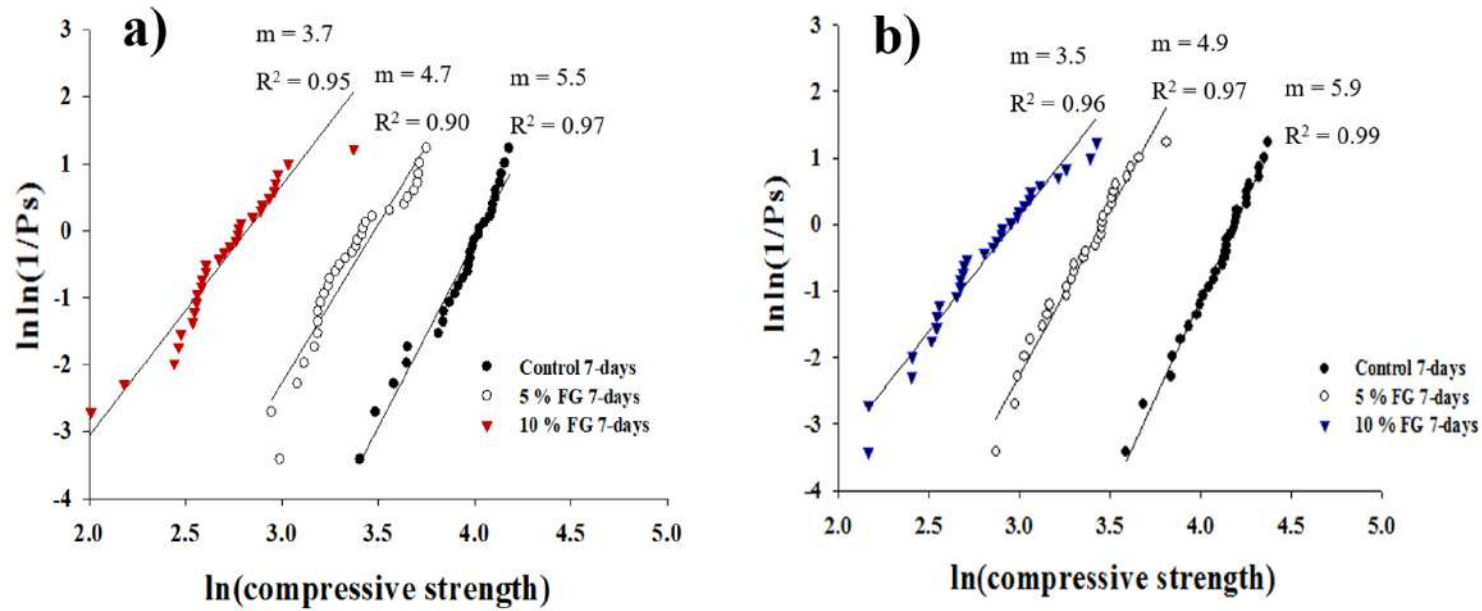 a)
m = 3.7
R² = 0.95
m = 4.7
R² = 0.90
m = 5.5
R² = 0.97
3
2
1
0
-1
-2
-3
-4
lnln(1/Ps)
Control 7-days
5 % FG 7-days
10 % FG 7-days
2.0 2.5 3.0 3.5 4.0 4.5 5.0
ln(compressive strength)
b)
m = 3.5
R² = 0.96
m = 4.9
R² = 0.97
m = 5.9
R² = 0.99
3
2
1
0
-1
-2
-3
-4
lnln(1/Ps)
Control 7-days
5 % FG 7-days
10 % FG 7-days
2.0 2.5 3.0 3.5 4.0 4.5 5.0
ln(compressive strength)